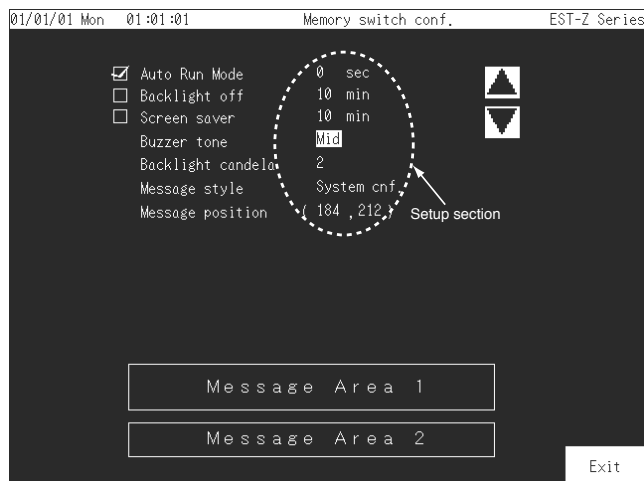 01/01/01 Mon 01:01:01 Memory switch conf. EST-Z Series
Auto Run Mode 0 sec
Backlight off 10 min
Screen saver 10 min
Buzzer tone Mid
Backlight candela 2
Message style System cnf.
Message position ( 184 ,212 )
Setup section
Message Area 1
Message Area 2
Exit